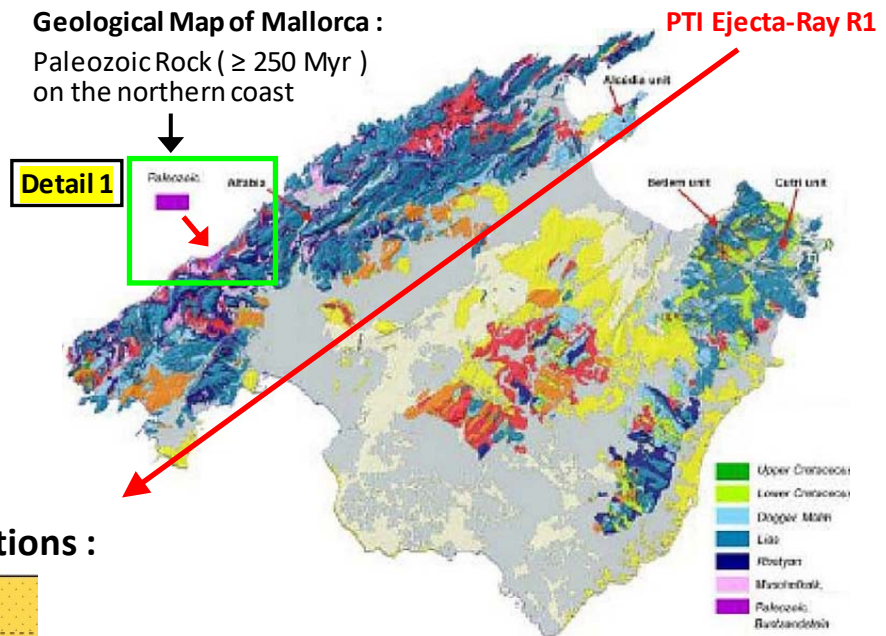 Geological Map of Mallorca :
PTI Ejecta-Ray R1
Paleozoic Rock ( ≥ 250 Myr )
on the northern coast
Alcúdia unit
Detail 1
Paleozoic.
Alfabia
Betlem unit
Cutri unit
tions :
Upper Cretaceous
Lower Cretaceous
Dogger Malm
Lias
Rhetyan
Muschelkalk,
Paleozoic,
Buntsandstein